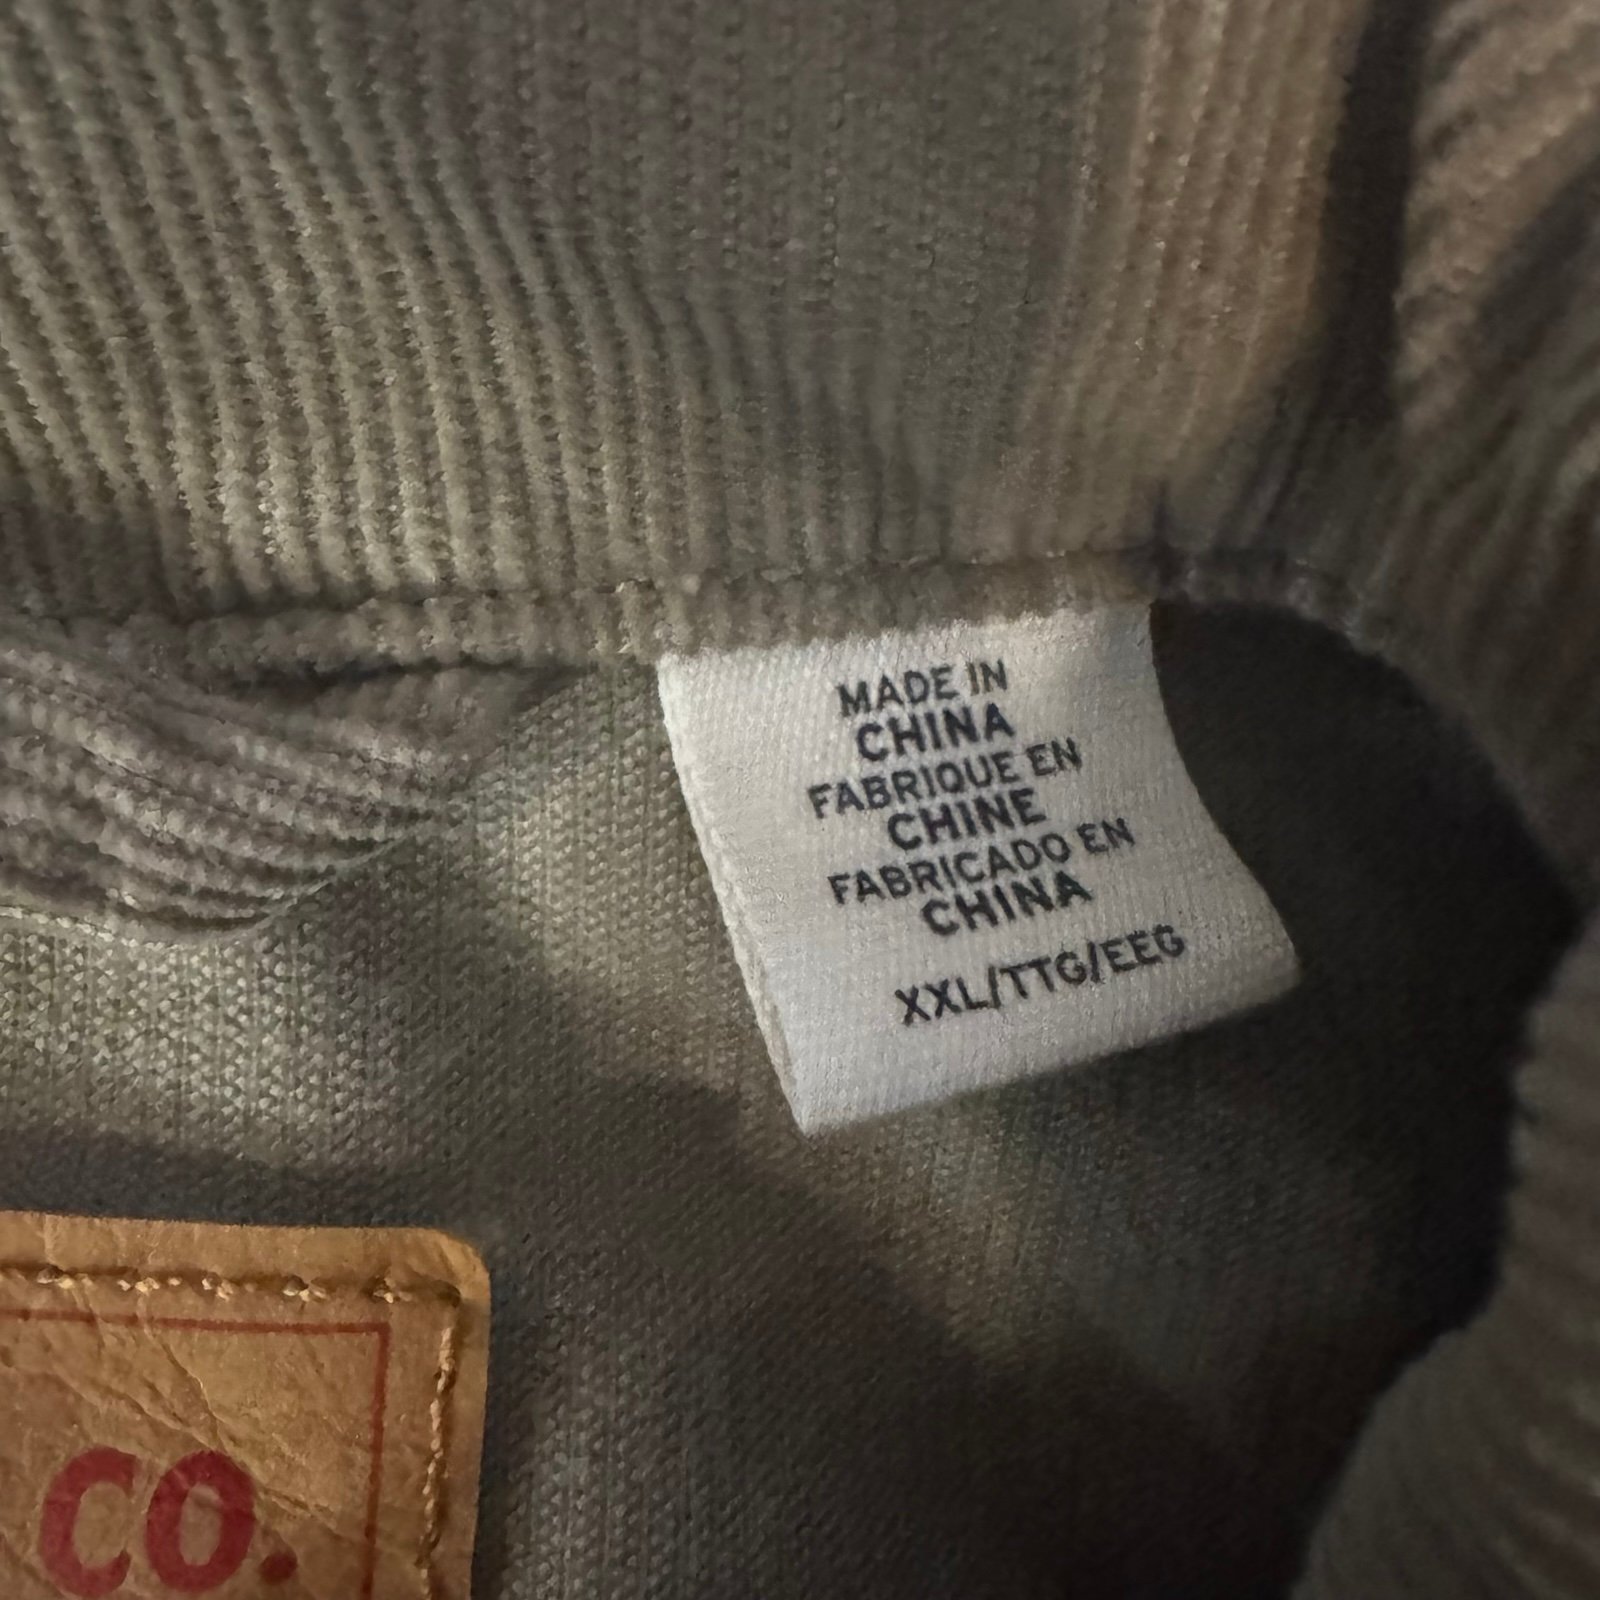 MADE IN
CHINA
FABRIQUE EN
CHINE
FABRICADO EN
CHINA
XXL/TTG/EEG
CO.